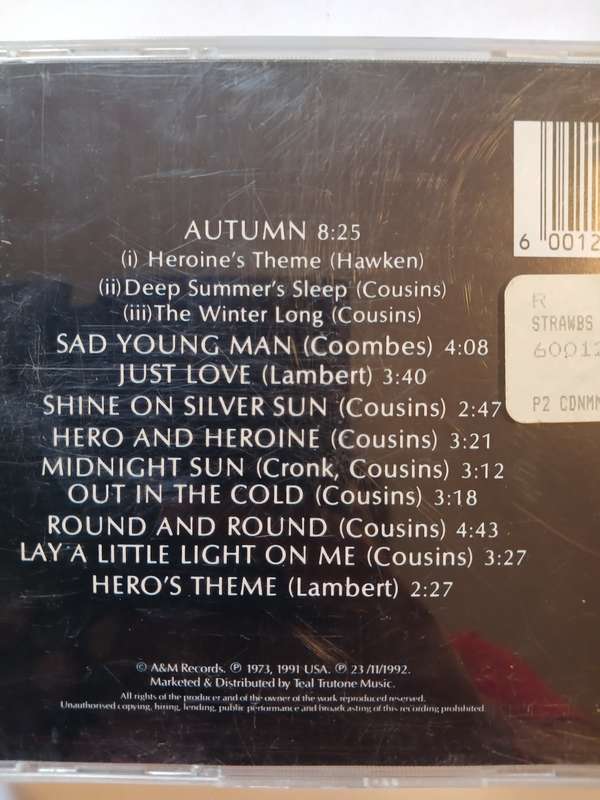 AUTUMN 8:25
(i) Heroine's Theme (Hawken)
(ii) Deep Summer's Sleep (Cousins)
(iii) The Winter Long (Cousins)
SAD YOUNG MAN (Coombes) 4:08
JUST LOVE (Lambert) 3:40
SHINE ON SILVER SUN (Cousins) 2:47
HERO AND HEROINE (Cousins) 3:21
MIDNIGHT SUN (Cronk, Cousins) 3:12
OUT IN THE COLD (Cousins) 3:18
ROUND AND ROUND (Cousins) 4:43
LAY A LITTLE LIGHT ON ME (Cousins) 3:27
HERO'S THEME (Lambert) 2:27
6 0012
R
STRAWBS
60012
P2 CDNM
© A&M Records. ℗ 1973, 1991 USA. ℗ 23/11/1992.
Marketed & Distributed by Teal Trutone Music.
All rights of the producer and of the owner of the work reproduced reserved.
Unauthorised copying, hiring, lending, public performance and broadcasting of this recording prohibited.